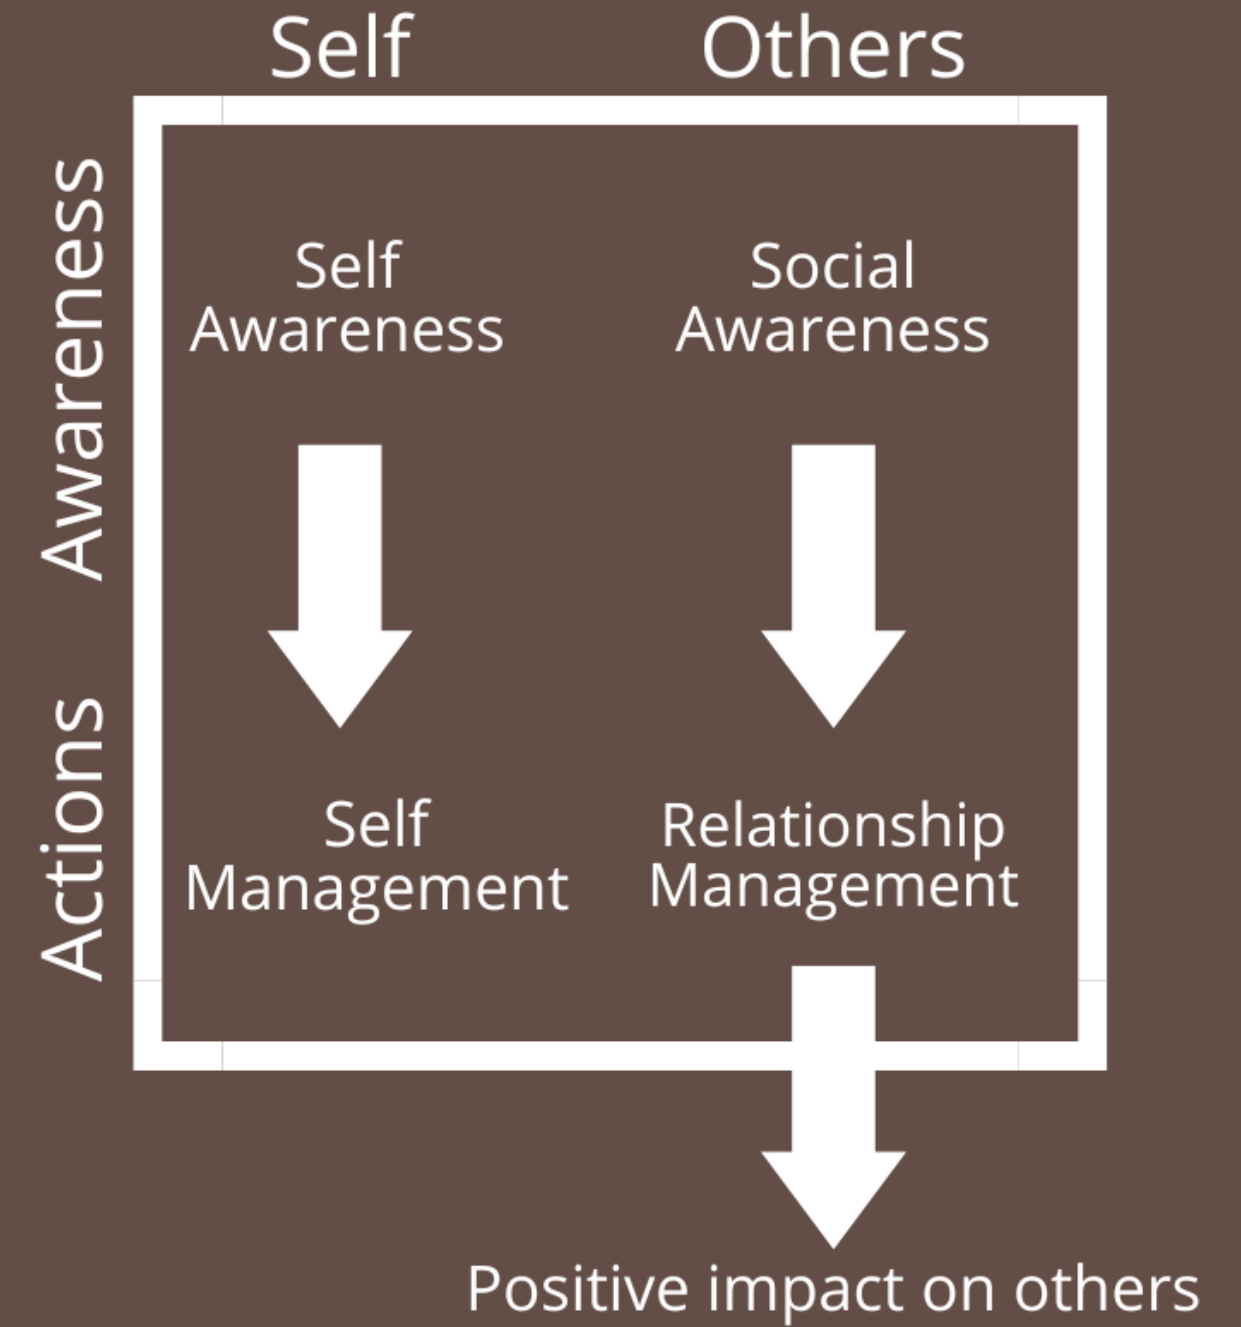 Self
Others
Awareness
Self
Awareness
Social
Awareness
Actions
Self
Management
Relationship
Management
Positive impact on others